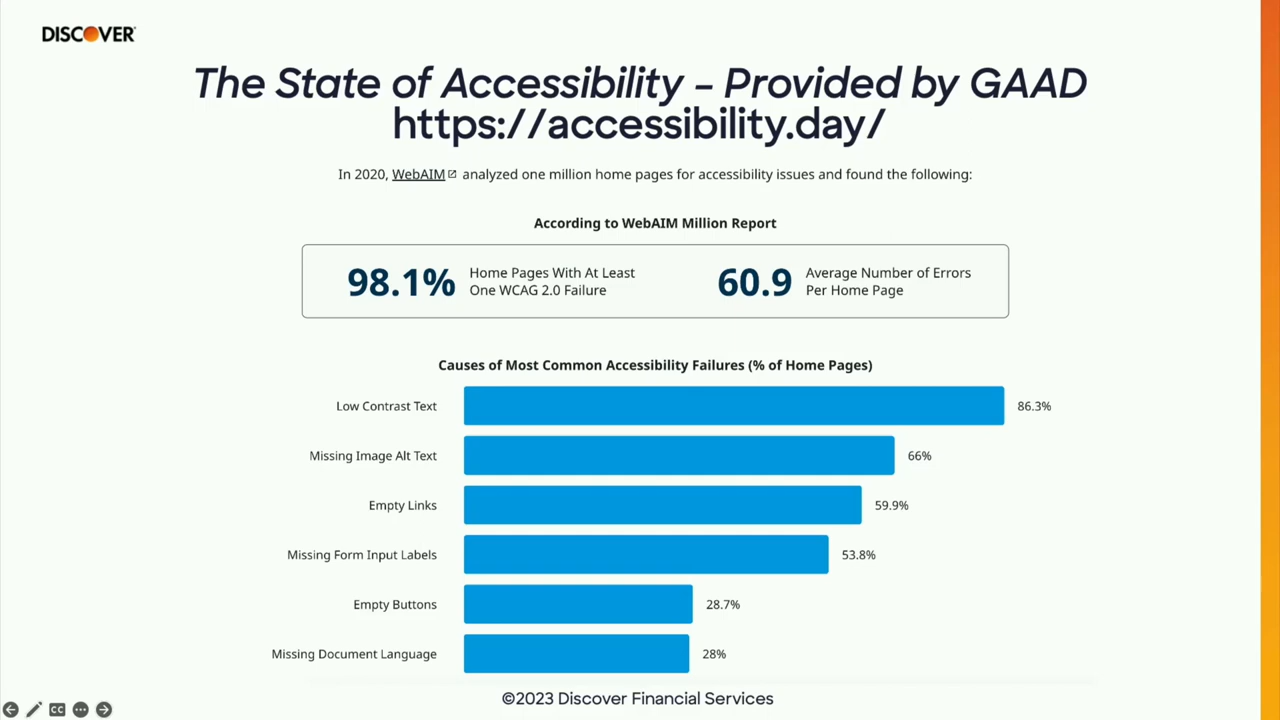 DISCOVER
The State of Accessibility – Provided by GAAD
https://accessibility.day/
In 2020, WebAIM analyzed one million home pages for accessibility issues and found the following:
According to WebAIM Million Report
98.1% Home Pages With At Least
One WCAG 2.0 Failure
60.9 Average Number of Errors
Per Home Page
Causes of Most Common Accessibility Failures (% of Home Pages)
Low Contrast Text 86.3%
Missing Image Alt Text 66%
Empty Links 59.9%
Missing Form Input Labels 53.8%
Empty Buttons 28.7%
Missing Document Language 28%
©2023 Discover Financial Services
CC